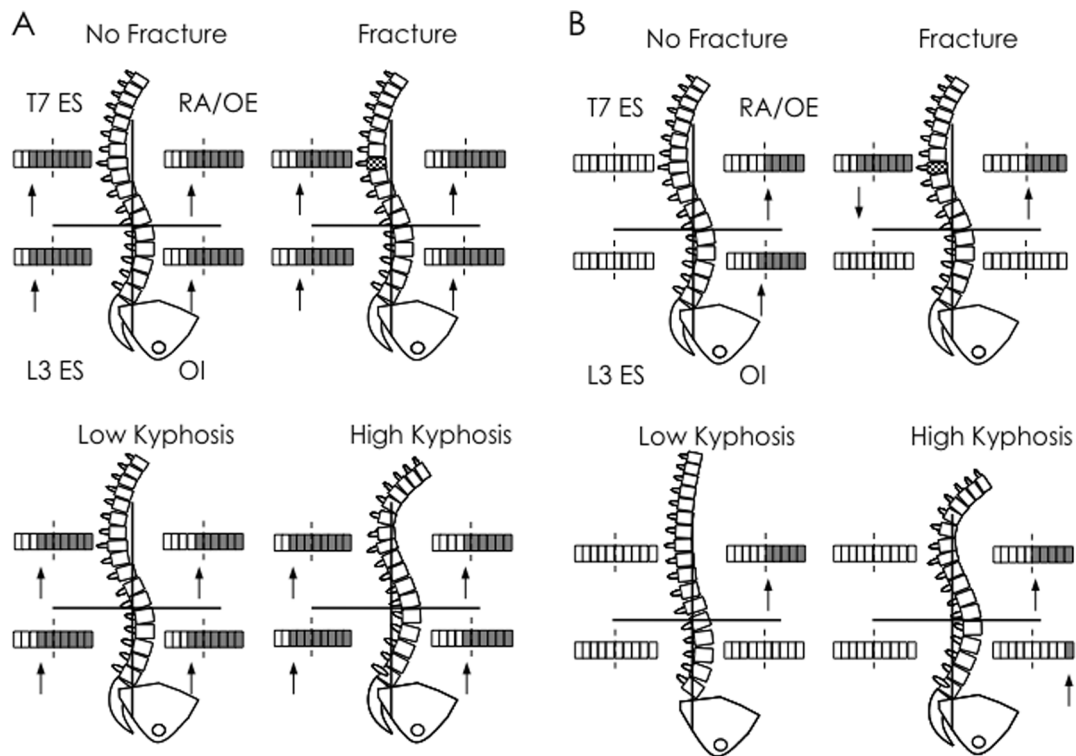 A
No Fracture
Fracture
T7 ES
RA/OE
L3 ES
OI
Low Kyphosis
High Kyphosis
B
No Fracture
Fracture
T7 ES
RA/OE
L3 ES
OI
Low Kyphosis
High Kyphosis